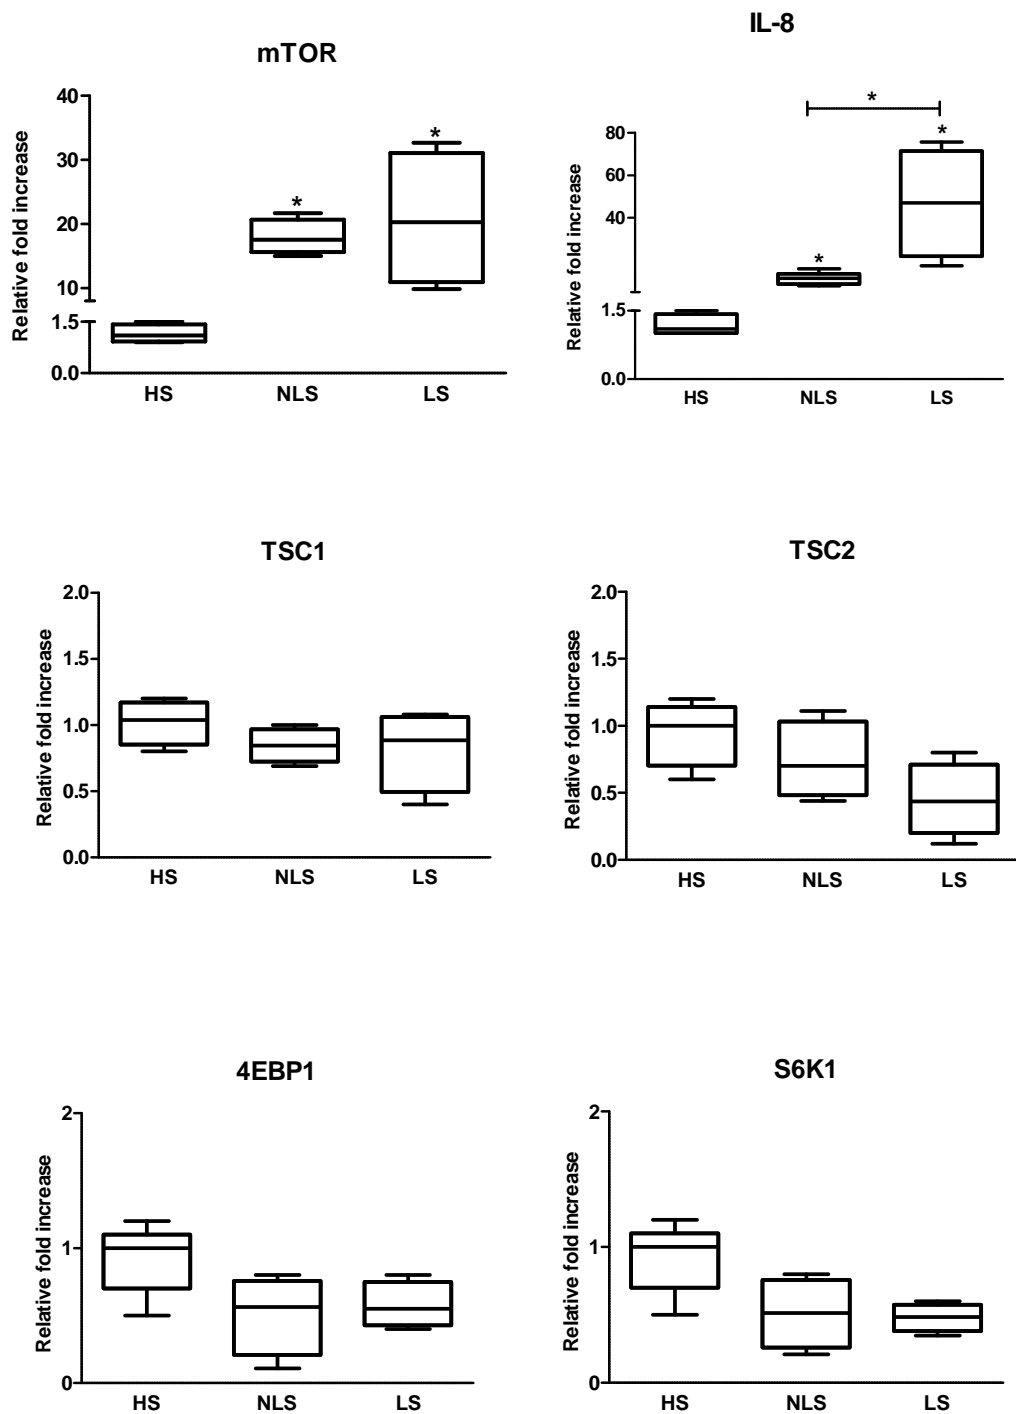 mTOR
Relative fold increase
40
30
20
10
1.5
0.0
*
*
HS NLS LS
IL-8
Relative fold increase
80
60
40
1.5
0.0
*
*
*
HS NLS LS
TSC1
Relative fold increase
2.0
1.5
1.0
0.5
0.0
HS NLS LS
TSC2
Relative fold increase
2.0
1.5
1.0
0.5
0.0
HS NLS LS
4EBP1
Relative fold increase
2
1
0
HS NLS LS
S6K1
Relative fold increase
2
1
0
HS NLS LS